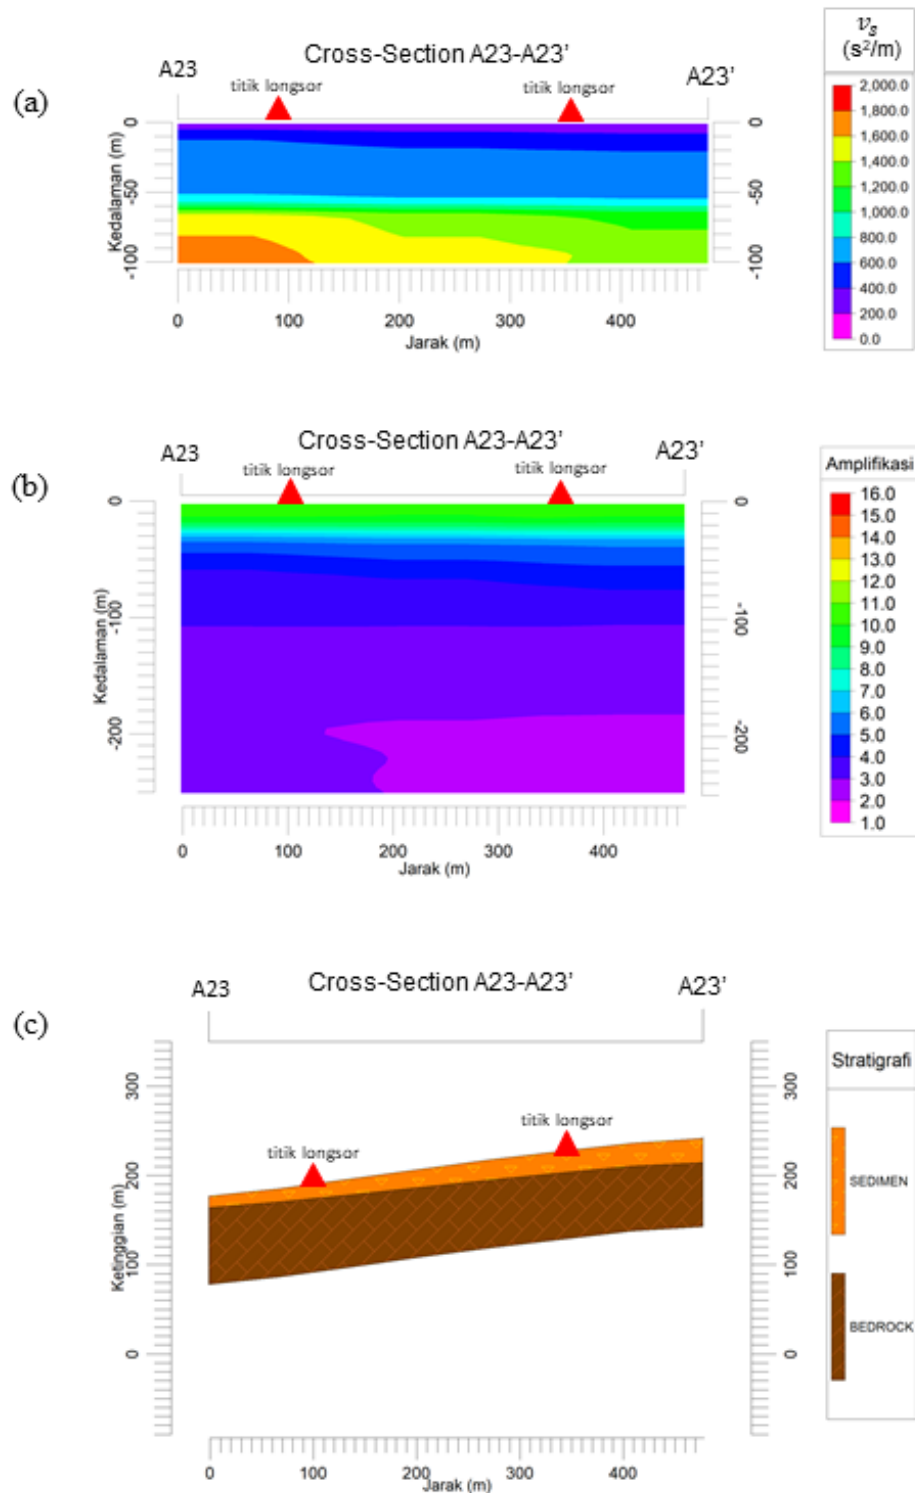 (a)
Cross-Section A23-A23’
A23
A23’
titik longsor
titik longsor
Kedalaman (m)
0
-50
-100
0
-50
-100
0
100
200
300
400
Jarak (m)
v_s
(s²/m)
2,000.0
1,800.0
1,600.0
1,400.0
1,200.0
1,000.0
800.0
600.0
400.0
200.0
0.0
(b)
Cross-Section A23-A23’
A23
A23’
titik longsor
titik longsor
Kedalaman (m)
0
-100
-200
0
-100
-200
0
100
200
300
400
Jarak (m)
Amplifikasi
16.0
15.0
14.0
13.0
12.0
11.0
10.0
9.0
8.0
7.0
6.0
5.0
4.0
3.0
2.0
1.0
(c)
Cross-Section A23-A23’
A23
A23’
titik longsor
titik longsor
Ketinggian (m)
300
200
100
0
300
200
100
0
0
100
200
300
400
Jarak (m)
Stratigrafi
SEDIMEN
BEDROCK